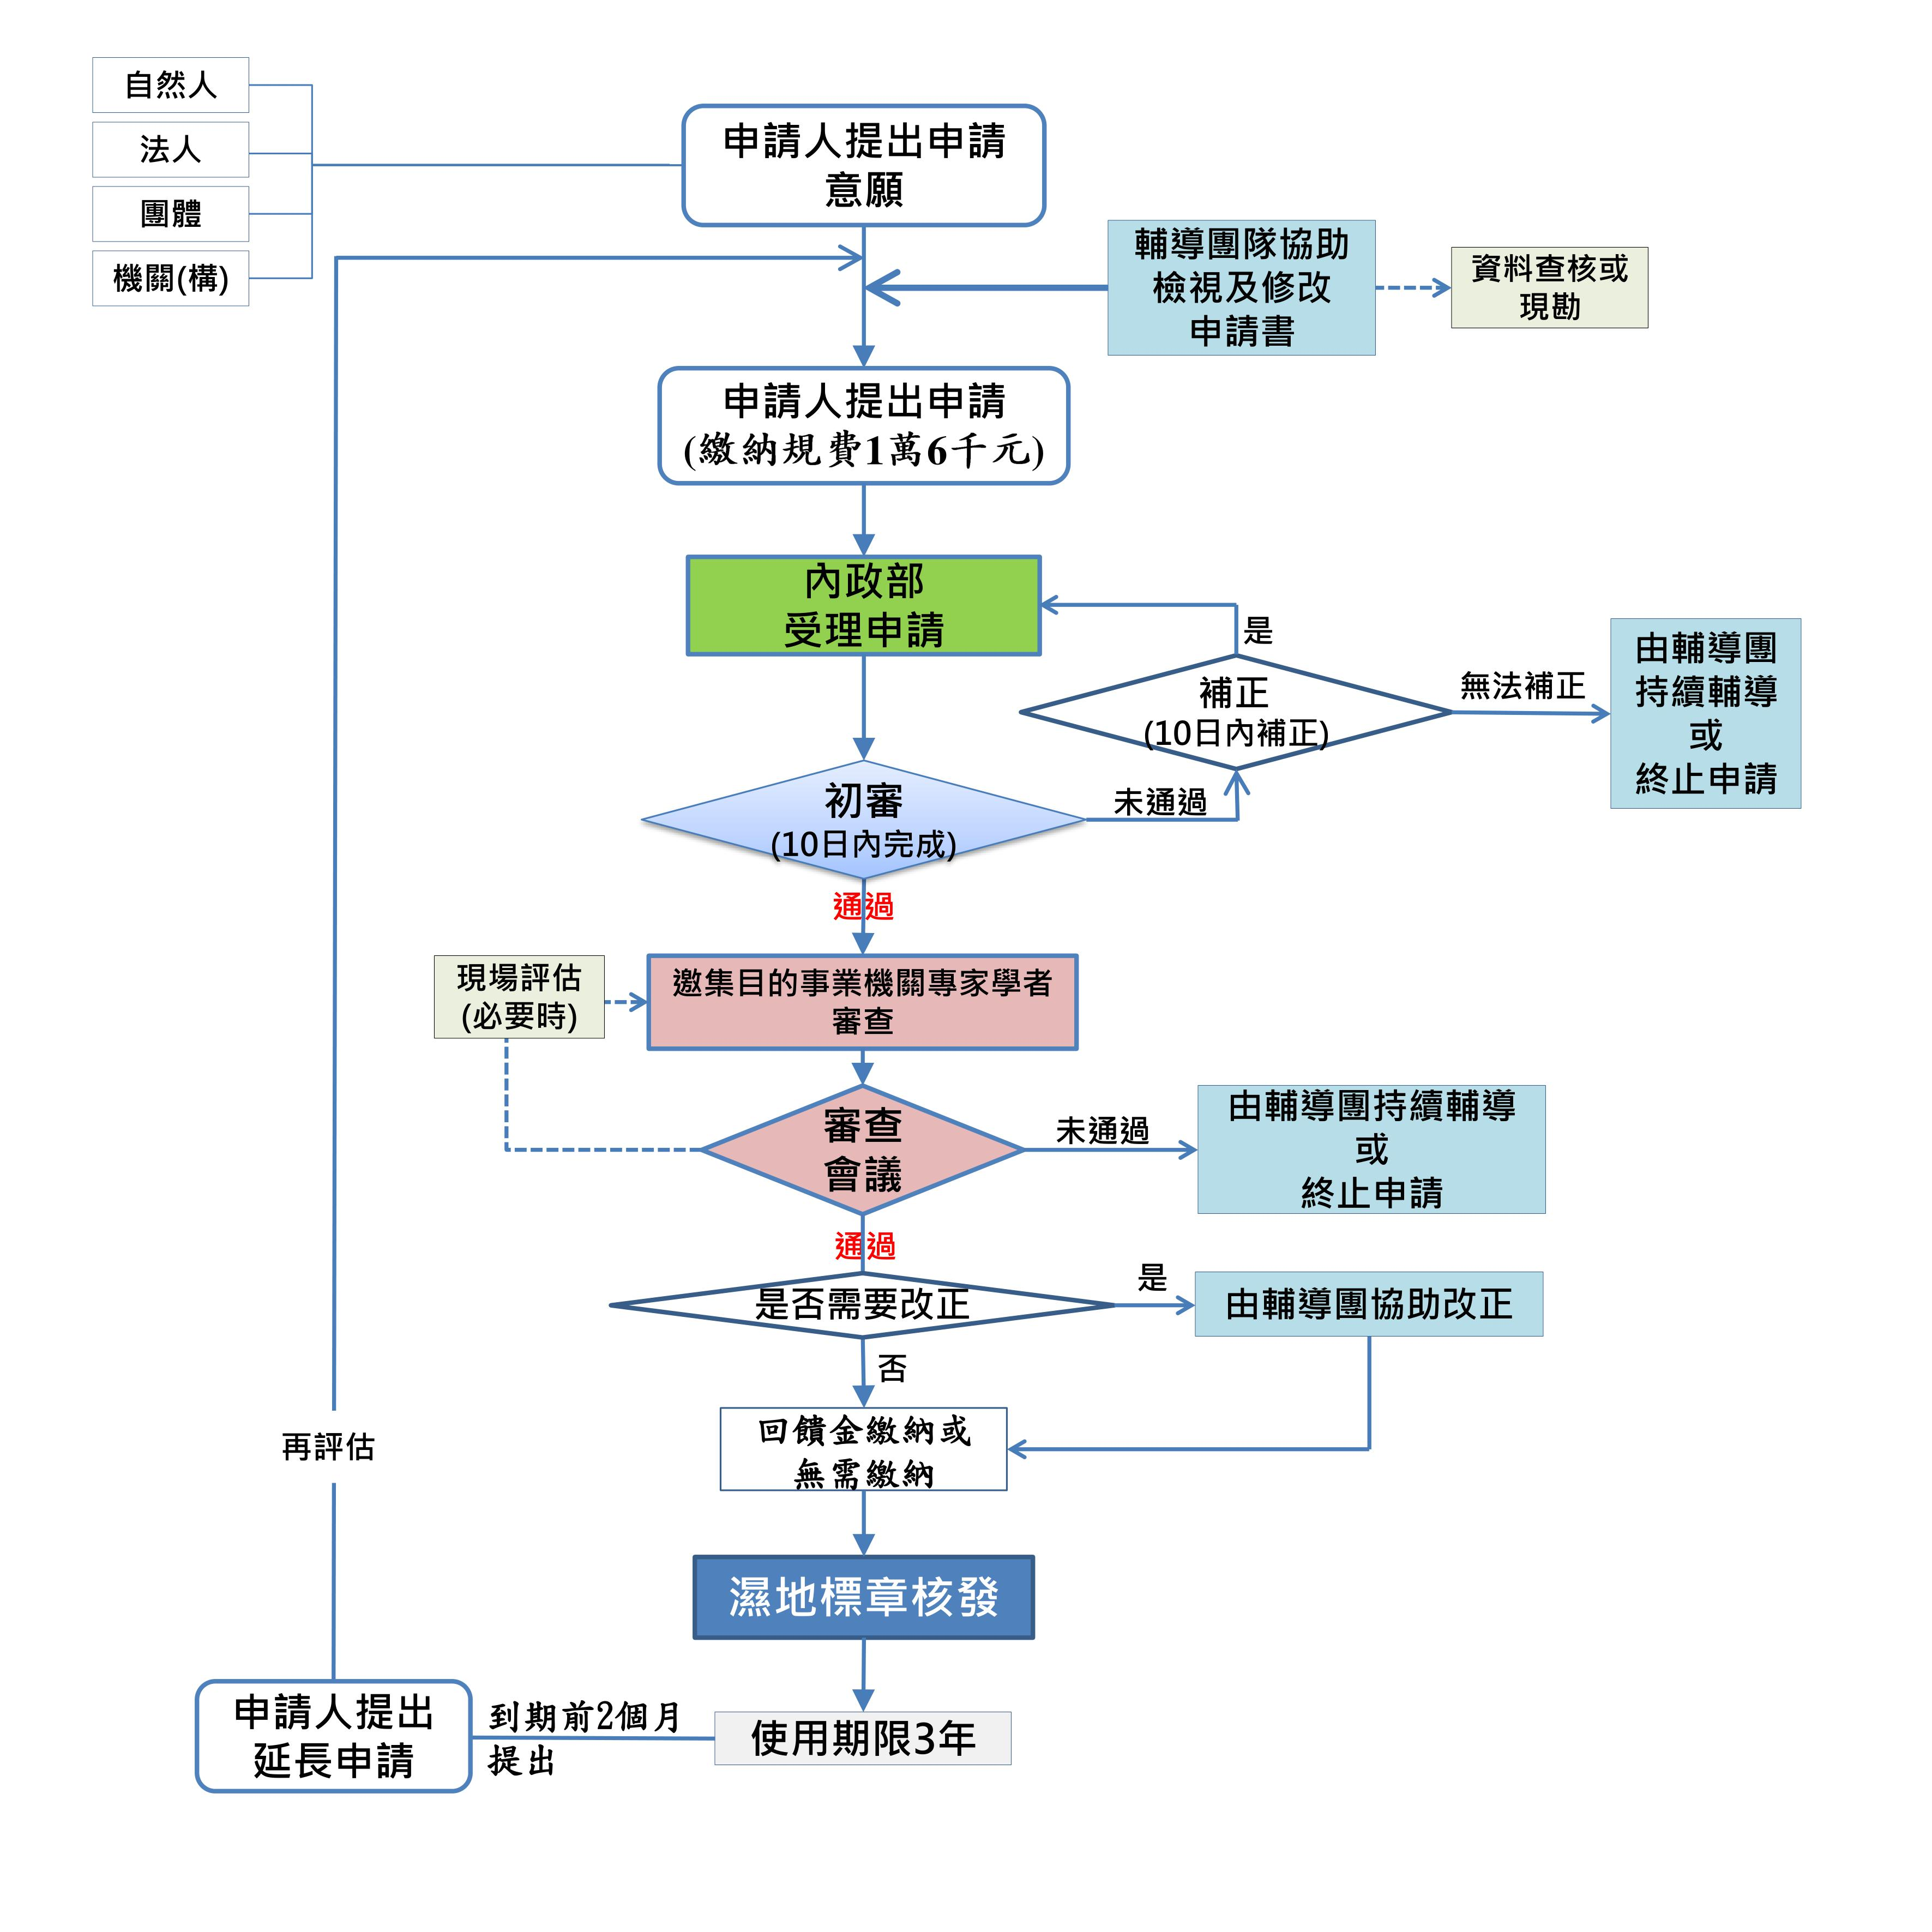 自然人
法人
團體
機關(構)
申請人提出申請
意願
輔導團隊協助
檢視及修改
申請書
資料查核或
現勘
申請人提出申請
(繳納規費1萬6千元)
內政部
受理申請
是
補正
(10日內補正)
無法補正
由輔導團
持續輔導
或
終止申請
初審
(10日內完成)
未通過
通過
現場評估
(必要時)
邀集目的事業機關專家學者
審查
審查
會議
未通過
由輔導團持續輔導
或
終止申請
通過
是否需要改正
是
由輔導團協助改正
否
回饋金繳納或
無需繳納
再評估
濕地標章核發
申請人提出
延長申請
到期前2個月
提出
使用期限3年